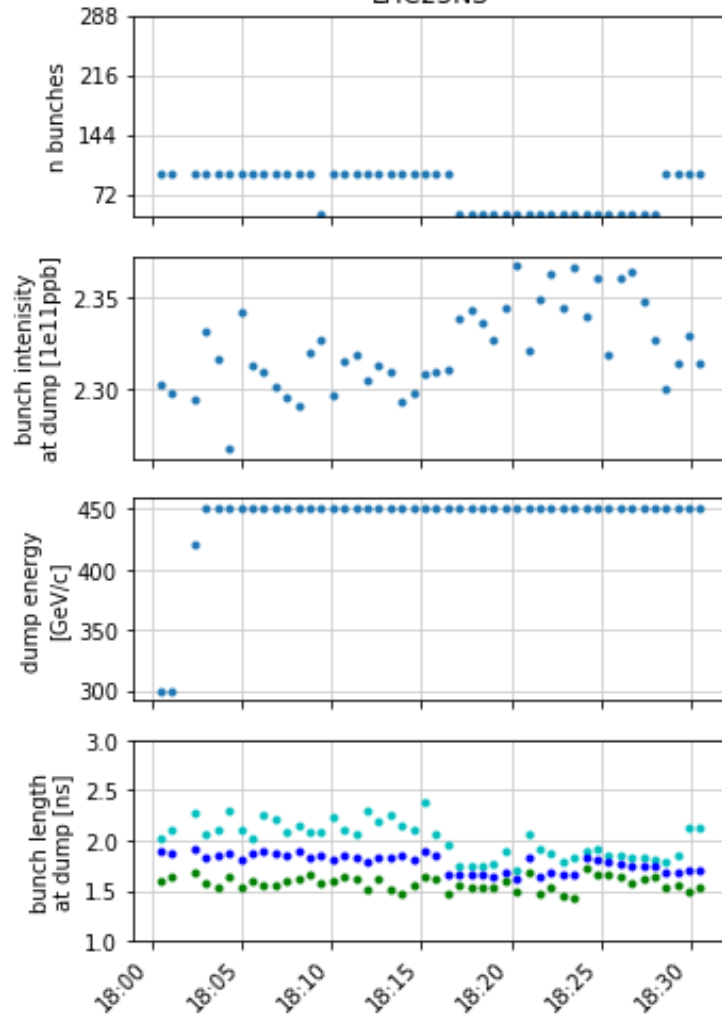 LHC25NS
288
216
144
72
n bunches
2.35
2.30
bunch intenisity
at dump [1e11ppb]
450
400
350
300
dump energy
[GeV/c]
3.0
2.5
2.0
1.5
1.0
bunch length
at dump [ns]
18:00
18:05
18:10
18:15
18:20
18:25
18:30